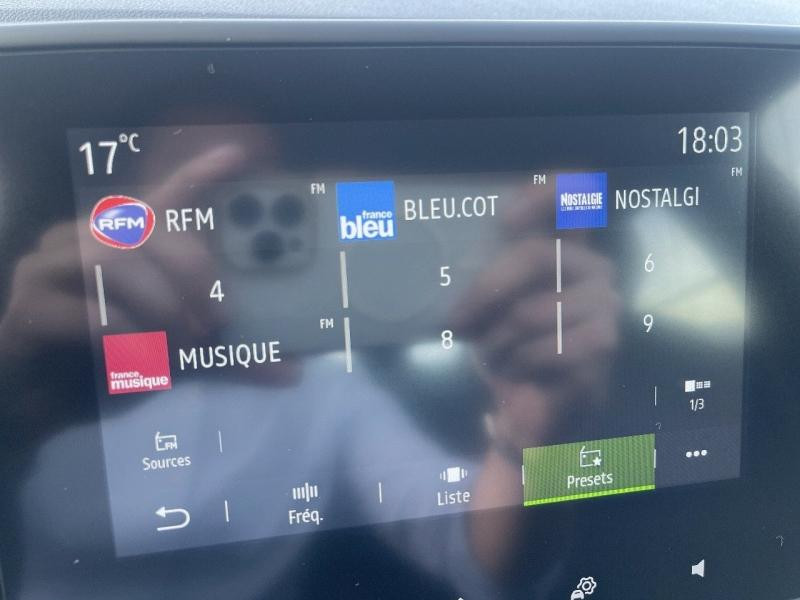 17°C
18:03
RFM
RFM
FM
france
bleu
BLEU.COT
FM
NOSTALGIE
NOSTALGI
FM
4
5
6
france
musique
MUSIQUE
FM
8
9
1/3
Sources
Fréq.
Liste
Presets